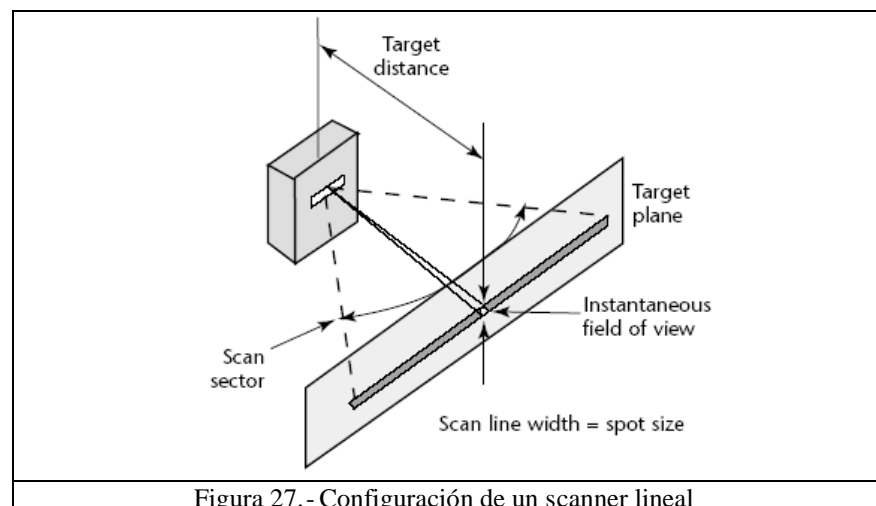 Target
distance
Target
plane
Instantaneous
field of view
Scan
sector
Scan line width = spot size
Figura 27.- Configuración de un scanner lineal